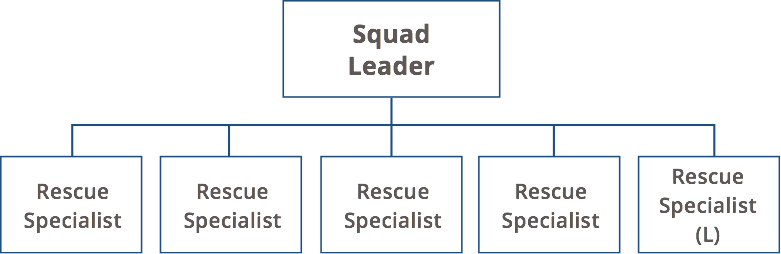 Squad
Leader
Rescue
Specialist
Rescue
Specialist
Rescue
Specialist
Rescue
Specialist
Rescue
Specialist
(L)